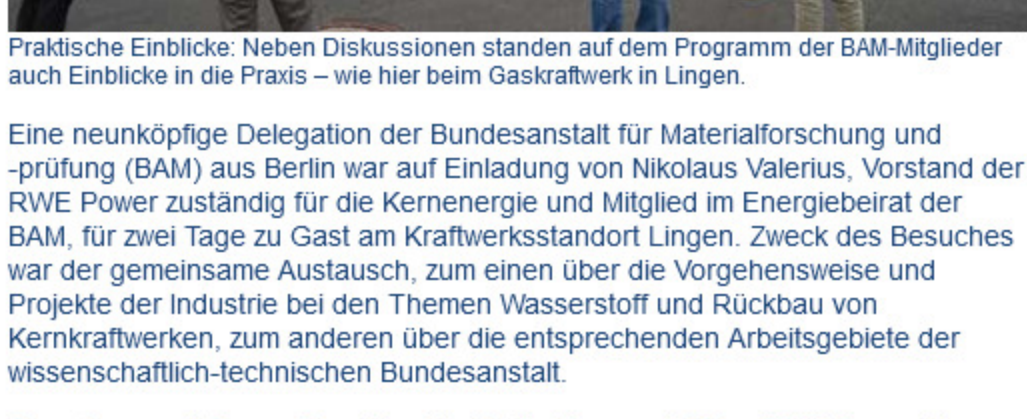 Praktische Einblicke: Neben Diskussionen standen auf dem Programm der BAM-Mitglieder
auch Einblicke in die Praxis – wie hier beim Gaskraftwerk in Lingen.
Eine neunköpfige Delegation der Bundesanstalt für Materialforschung und
-prüfung (BAM) aus Berlin war auf Einladung von Nikolaus Valerius, Vorstand der
RWE Power zuständig für die Kernenergie und Mitglied im Energiebeirat der
BAM, für zwei Tage zu Gast am Kraftwerksstandort Lingen. Zweck des Besuches
war der gemeinsame Austausch, zum einen über die Vorgehensweise und
Projekte der Industrie bei den Themen Wasserstoff und Rückbau von
Kernkraftwerken, zum anderen über die entsprechenden Arbeitsgebiete der
wissenschaftlich-technischen Bundesanstalt.